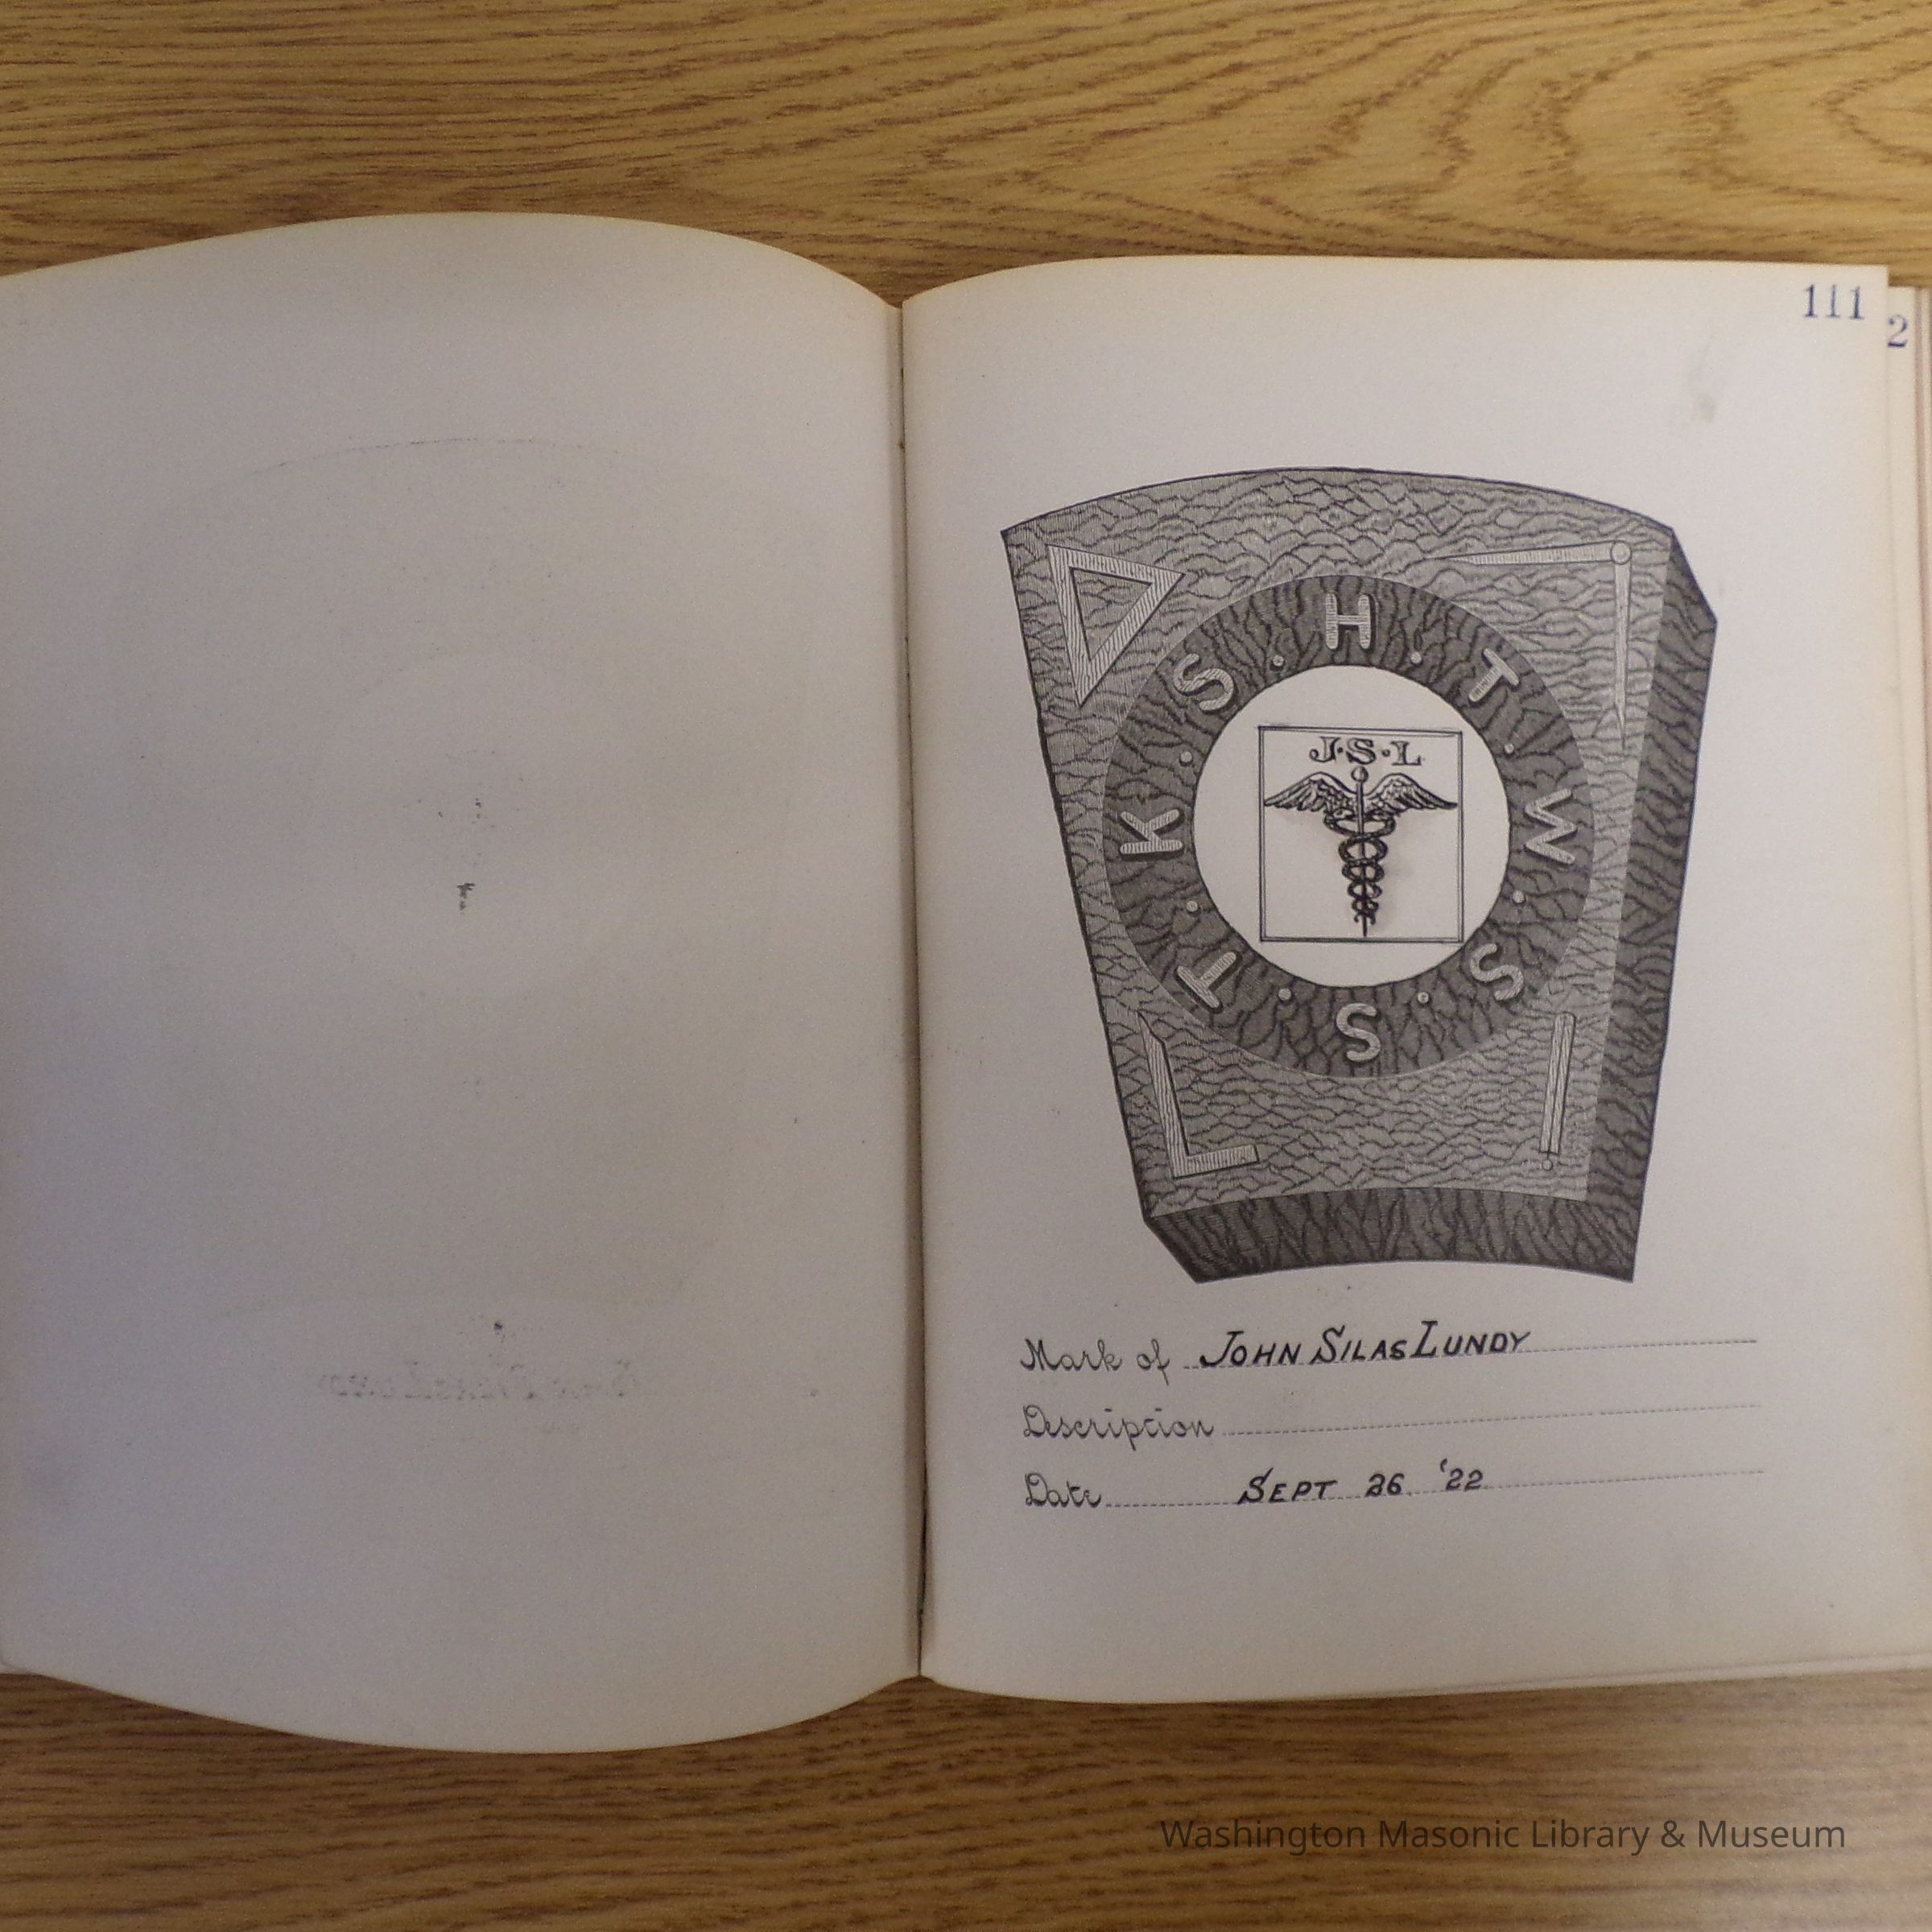 111
2
H T W S S T K S
J·S·L
Mark of JOHN SILAS LUNDY
Description
Date SEPT 26 '22
Washington Masonic Library & Museum